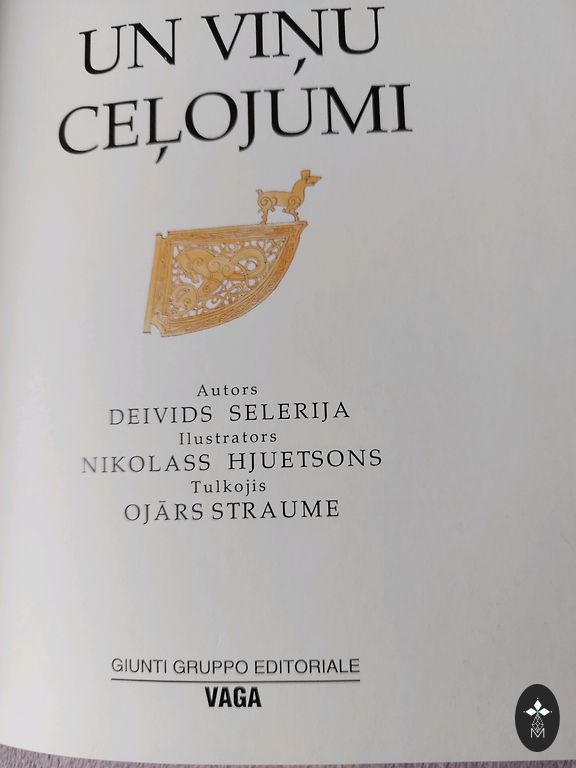 UN VIŅU
CEĻOJUMI
Autors
DEIVIDS SELERIJA
Ilustrators
NIKOLASS HJUETSONS
Tulkojis
OJĀRS STRAUME
GIUNTI GRUPPO EDITORIALE
VAGA
M